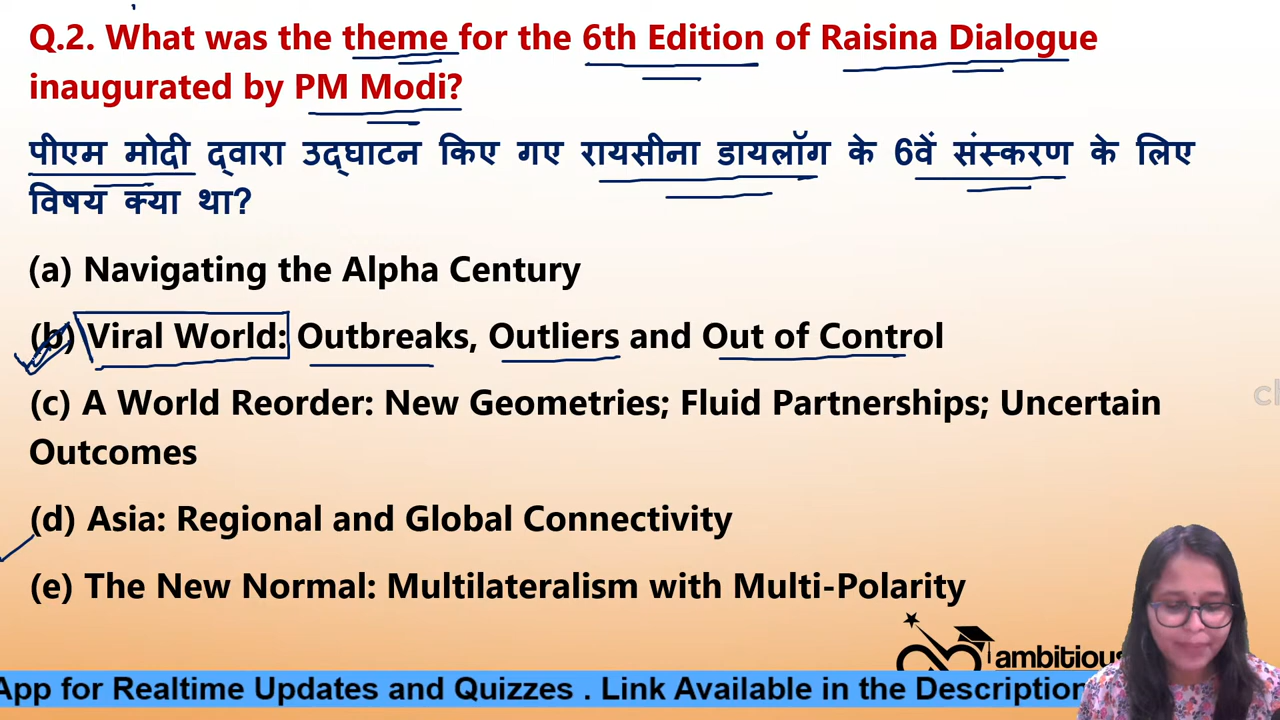 Q.2. What was the theme for the 6th Edition of Raisina Dialogue
inaugurated by PM Modi?
पीएम मोदी द्वारा उद्घाटन किए गए रायसीना डायलॉग के 6वें संस्करण के लिए
विषय क्या था?
(a) Navigating the Alpha Century
(b) Viral World: Outbreaks, Outliers and Out of Control
(c) A World Reorder: New Geometries; Fluid Partnerships; Uncertain
Outcomes
(d) Asia: Regional and Global Connectivity
(e) The New Normal: Multilateralism with Multi-Polarity
ambitious
App for Realtime Updates and Quizzes . Link Available in the Description